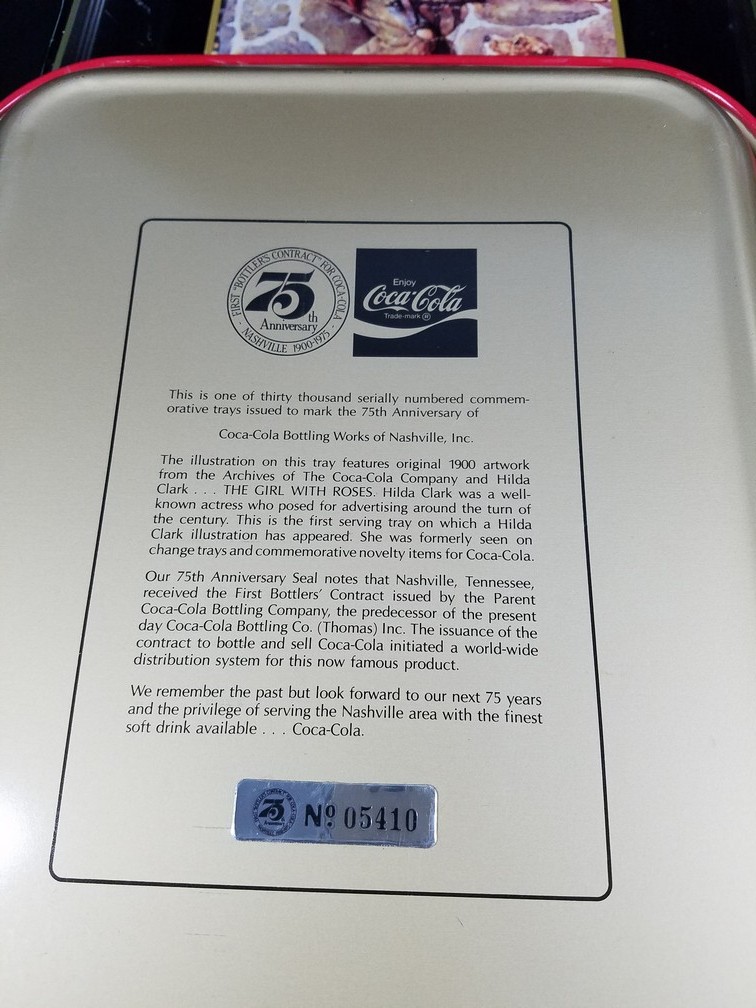 FIRST "BOTTLER'S CONTRACT" FOR COCA-COLA
75
th
Anniversary
NASHVILLE 1900-1975
Enjoy
Coca-Cola
Trade-mark ®
This is one of thirty thousand serially numbered commem-
orative trays issued to mark the 75th Anniversary of
Coca-Cola Bottling Works of Nashville, Inc.
The illustration on this tray features original 1900 artwork
from the Archives of The Coca-Cola Company and Hilda
Clark . . . THE GIRL WITH ROSES. Hilda Clark was a well-
known actress who posed for advertising around the turn of
the century. This is the first serving tray on which a Hilda
Clark illustration has appeared. She was formerly seen on
change trays and commemorative novelty items for Coca-Cola.
Our 75th Anniversary Seal notes that Nashville, Tennessee,
received the First Bottlers' Contract issued by the Parent
Coca-Cola Bottling Company, the predecessor of the present
day Coca-Cola Bottling Co. (Thomas) Inc. The issuance of the
contract to bottle and sell Coca-Cola initiated a world-wide
distribution system for this now famous product.
We remember the past but look forward to our next 75 years
and the privilege of serving the Nashville area with the finest
soft drink available . . . Coca-Cola.
75
Nº 05410